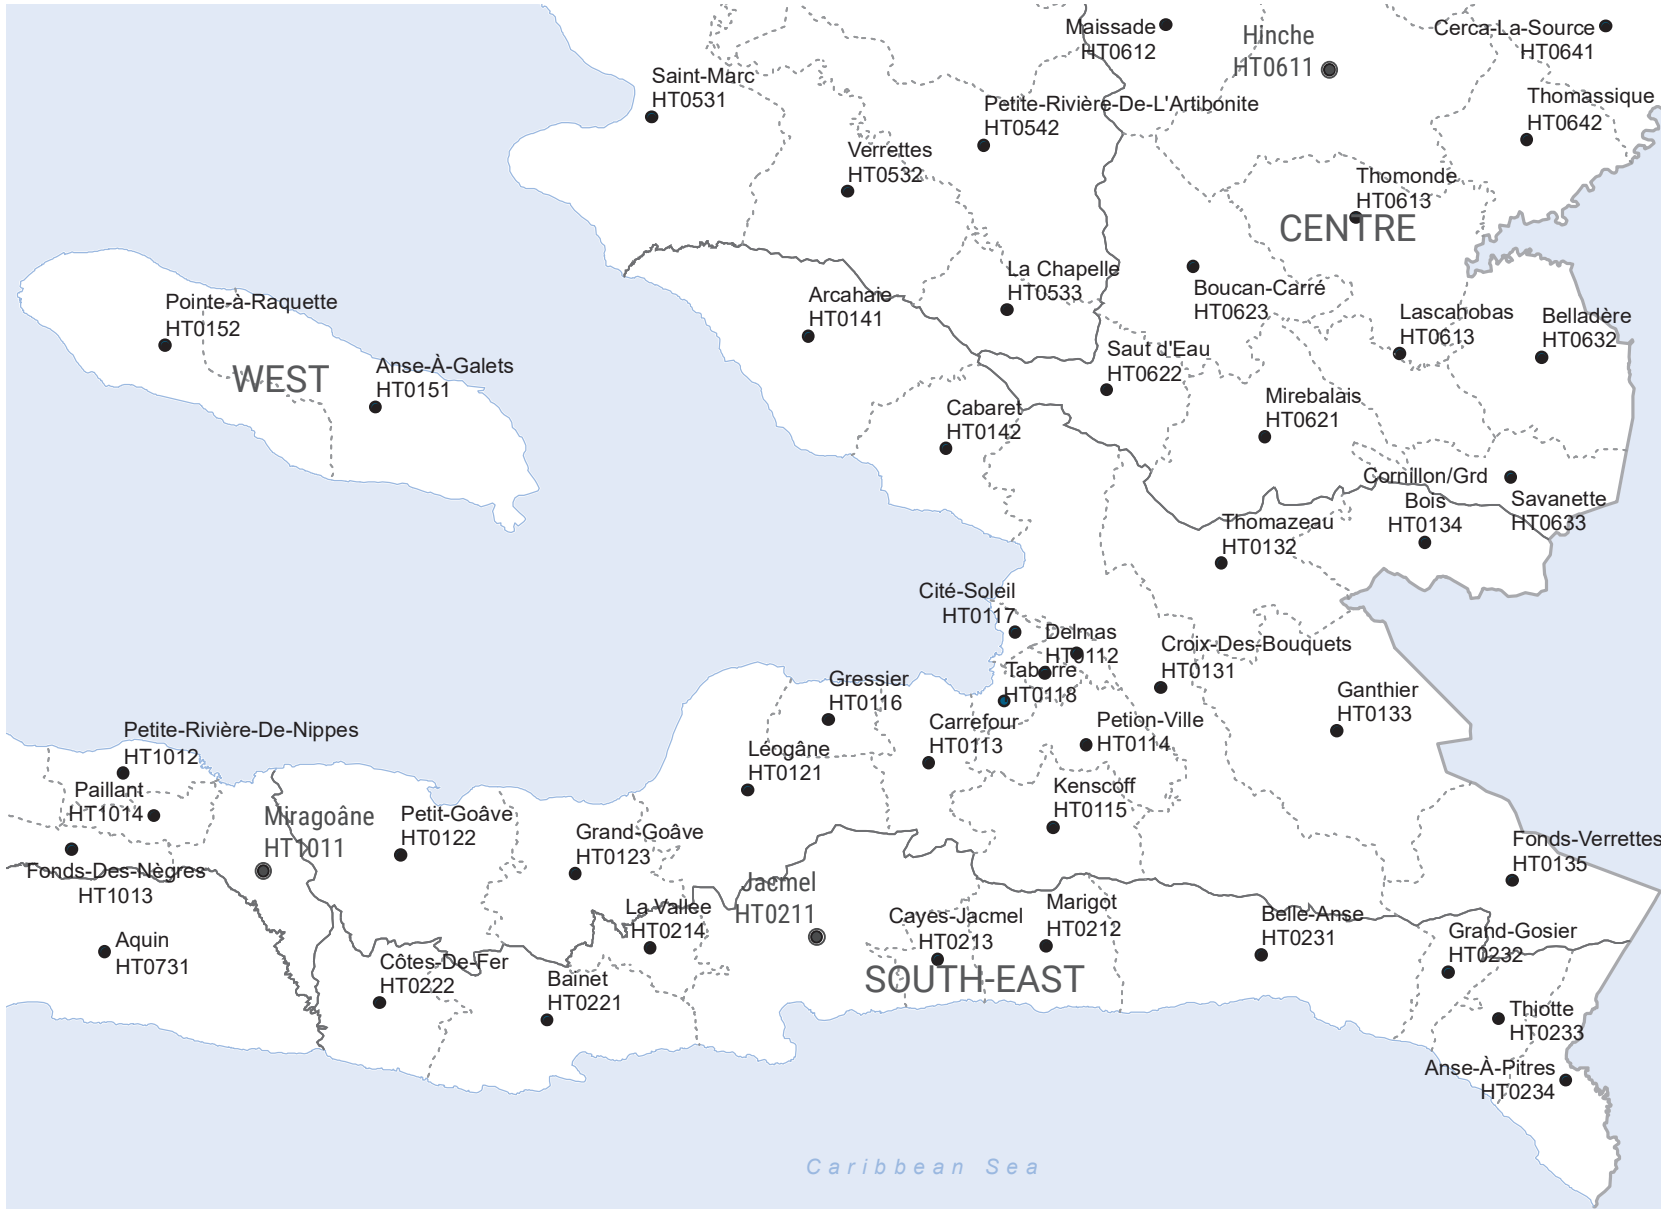 Maissade
HT0612
Hinche
HT0611
Cerca-La-Source
HT0641
Saint-Marc
HT0531
Petite-Rivière-De-L'Artibonite
HT0542
Thomassique
HT0642
Verrettes
HT0532
Thomonde
HT0613
CENTRE
La Chapelle
HT0533
Boucan-Carré
HT0623
Pointe-à-Raquette
HT0152
Arcahaie
HT0141
Lascahobas
HT0613
Belladère
HT0632
WEST
Anse-À-Galets
HT0151
Saut d'Eau
HT0622
Cabaret
HT0142
Mirebalais
HT0621
Cornillon/Grd
Bois
HT0134
Savanette
HT0633
Thomazeau
HT0132
Cité-Soleil
HT0117
Delmas
HT0112
Tabarre
HT0118
Croix-Des-Bouquets
HT0131
Gressier
HT0116
Ganthier
HT0133
Carrefour
HT0113
Petion-Ville
HT0114
Petite-Rivière-De-Nippes
HT1012
Léogâne
HT0121
Paillant
HT1014
Kenscoff
HT0115
Miragoâne
HT1011
Petit-Goâve
HT0122
Grand-Goâve
HT0123
Fonds-Verrettes
HT0135
Fonds-Des-Nègres
HT1013
Jacmel
HT0211
La Vallee
HT0214
Cayes-Jacmel
HT0213
Marigot
HT0212
Belle-Anse
HT0231
Grand-Gosier
HT0232
Aquin
HT0731
Côtes-De-Fer
HT0222
Bainet
HT0221
SOUTH-EAST
Thiotte
HT0233
Anse-À-Pitres
HT0234
Caribbean Sea